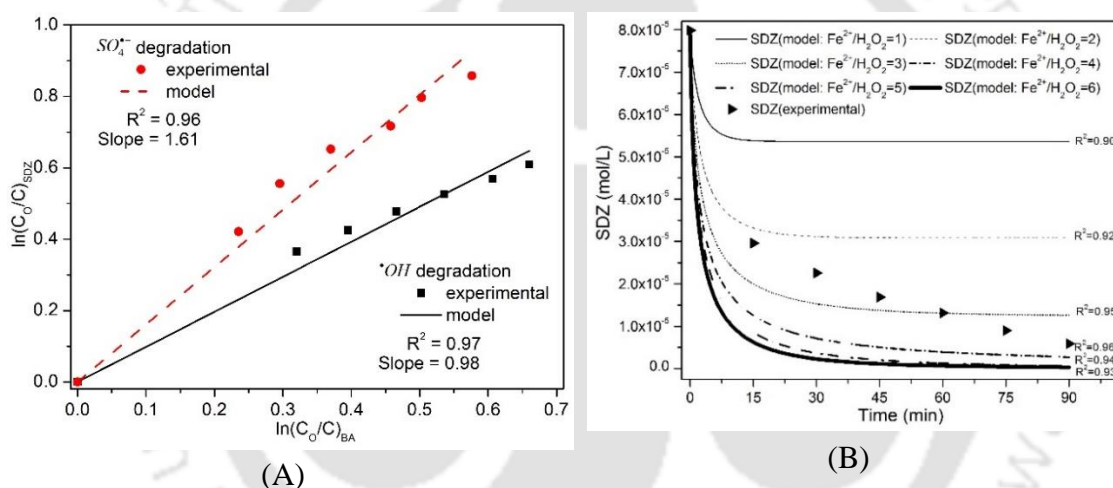 1.0
0.8
0.6
0.4
0.2
0.0
ln(C₀/C)SDZ
SO₄•− degradation
experimental
model
R² = 0.96
Slope = 1.61
•OH degradation
experimental
model
R² = 0.97
Slope = 0.98
0.0 0.1 0.2 0.3 0.4 0.5 0.6 0.7
ln(C₀/C)BA
(A)
8.0x10⁻⁵
7.0x10⁻⁵
6.0x10⁻⁵
5.0x10⁻⁵
4.0x10⁻⁵
3.0x10⁻⁵
2.0x10⁻⁵
1.0x10⁻⁵
0.0
SDZ (mol/L)
SDZ(model: Fe²⁺/H₂O₂=1) SDZ(model: Fe²⁺/H₂O₂=2)
SDZ(model: Fe²⁺/H₂O₂=3) SDZ(model: Fe²⁺/H₂O₂=4)
SDZ(model: Fe²⁺/H₂O₂=5) SDZ(model: Fe²⁺/H₂O₂=6)
SDZ(experimental)
R²=0.90
R²=0.92
R²=0.95
R²=0.96
R²=0.94
R²=0.93
0 15 30 45 60 75 90
Time (min)
(B)